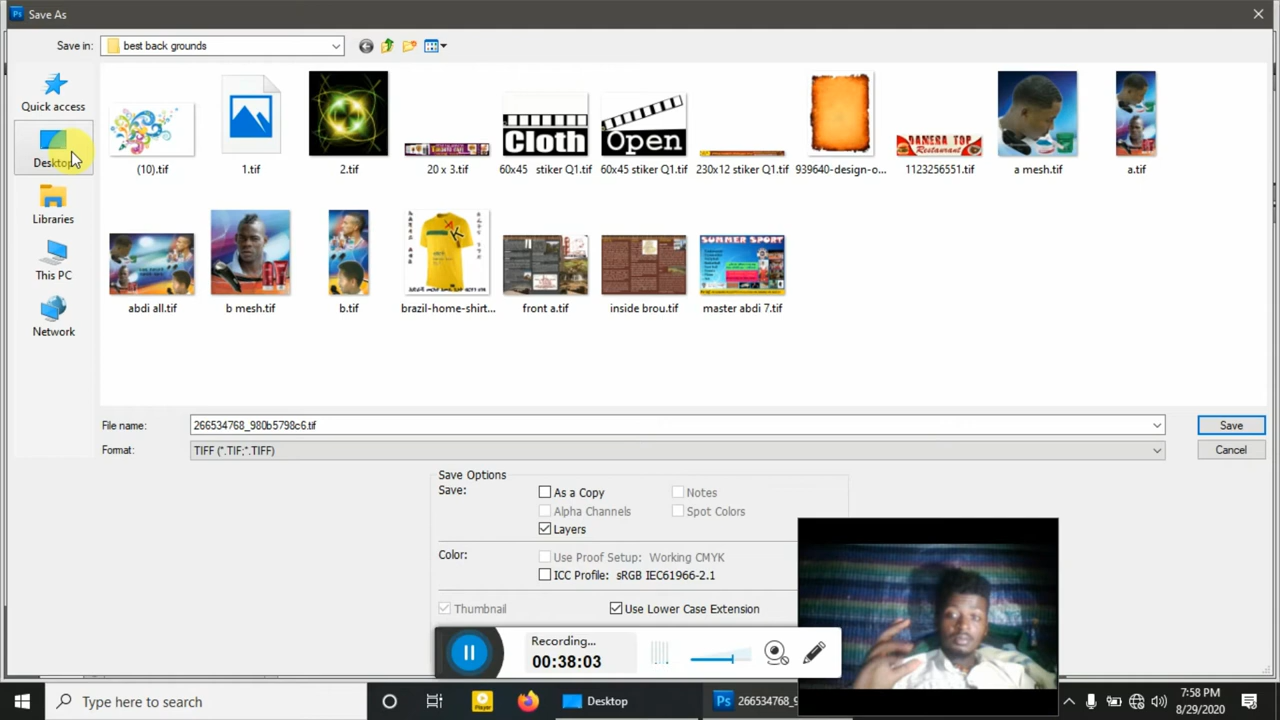 Save As
Save in:
best back grounds
Quick access
Desktop
Libraries
This PC
Network
(10).tif
1.tif
2.tif
20 x 3.tif
Cloth
60x45 stiker Q1.tif
Open
60x45 stiker Q1.tif
230x12 stiker Q1.tif
939640-design-o...
DANERA TOP
Restaurant
1123256551.tif
a mesh.tif
a.tif
abdi all.tif
b mesh.tif
b.tif
brazil-home-shirt...
front a.tif
inside brou.tif
SUMMER SPORT
master abdi 7.tif
File name:
266534768_980b5798c6.tif
Save
Format:
TIFF (*.TIF;*.TIFF)
Cancel
Save Options
Save:
As a Copy
Notes
Alpha Channels
Spot Colors
Layers
Color:
Use Proof Setup: Working CMYK
ICC Profile: sRGB IEC61966-2.1
Thumbnail
Use Lower Case Extension
Recording...
00:38:03
Type here to search
Player
Desktop
Ps
266534768_9
7:58 PM
8/29/2020